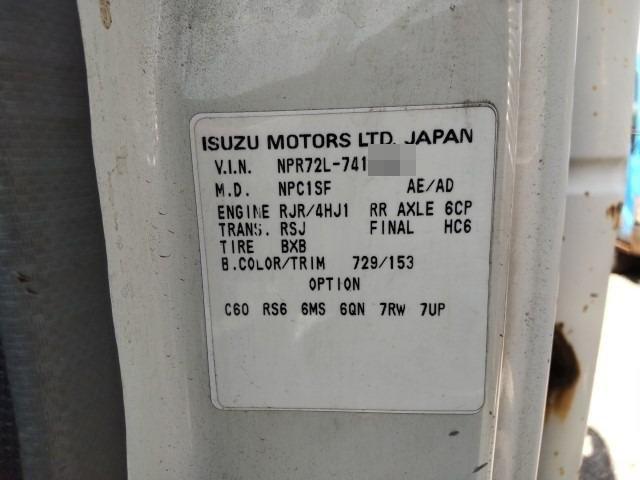 ISUZU MOTORS LTD. JAPAN
V.I.N. NPR72L-741
M.D. NPC1SF AE/AD
ENGINE RJR/4HJ1 RR AXLE 6CP
TRANS. RSJ FINAL HC6
TIRE BXB
B.COLOR/TRIM 729/153
OPTION
C60 RS6 6MS 6QN 7RW 7UP